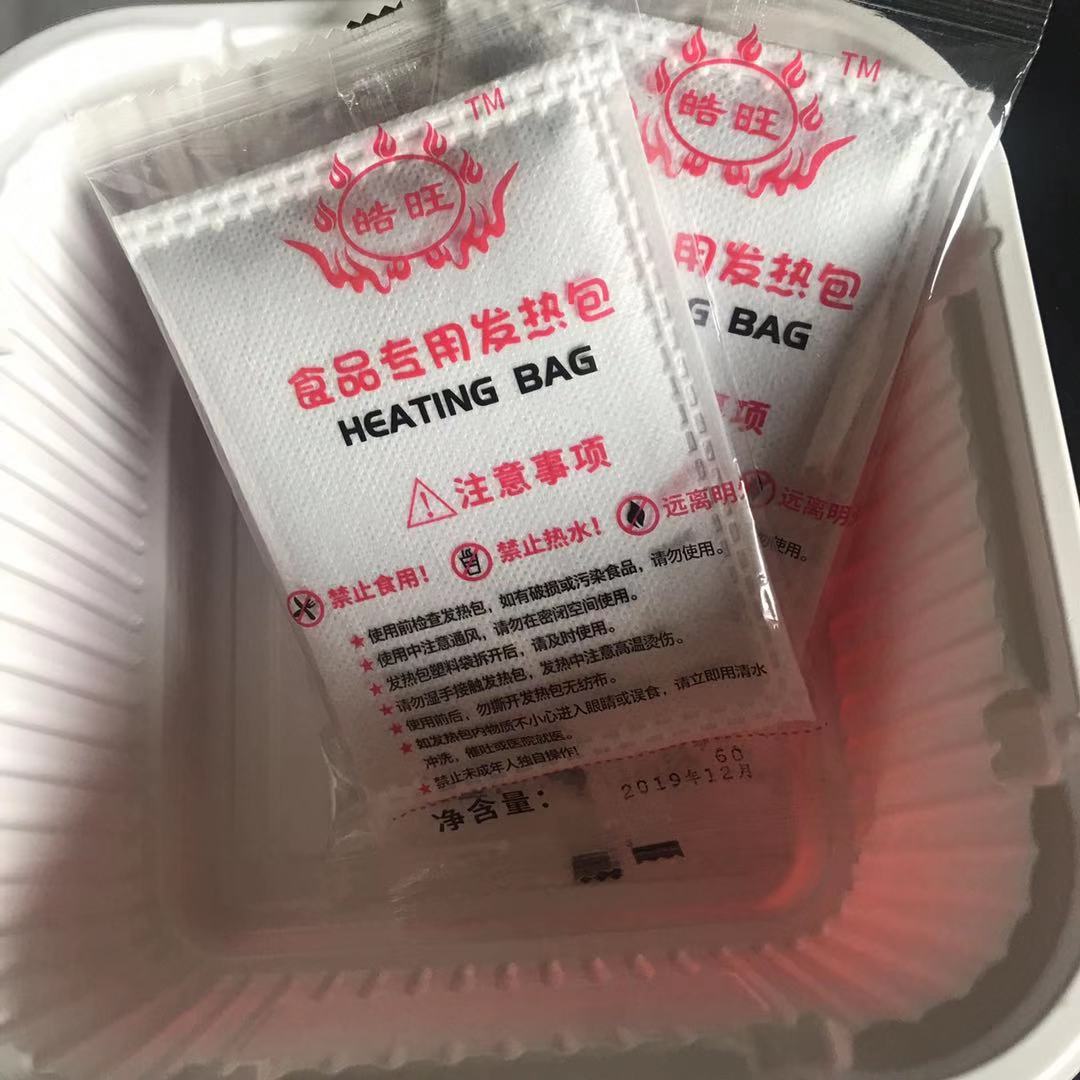 TM
皓旺
食品专用发热包
HEATING BAG
注意事项
禁止食用！ 禁止热水！ 远离明火
★使用前检查发热包，如有破损或污染食品，请勿使用。
★使用中注意通风，请勿在密闭空间使用。
★发热包塑料袋拆开后，请及时使用。
★请勿湿手接触发热包，发热中注意高温烫伤。
★使用前后，勿撕开发热包无纺布。
★如发热包内物质不小心进入眼睛或误食，请立即用清水
冲洗，催吐或医院就医。
★禁止未成年人独自操作！
净含量：
60
2019年12月
TM
皓旺
用发热包
G BAG
事项
远离明
使用。